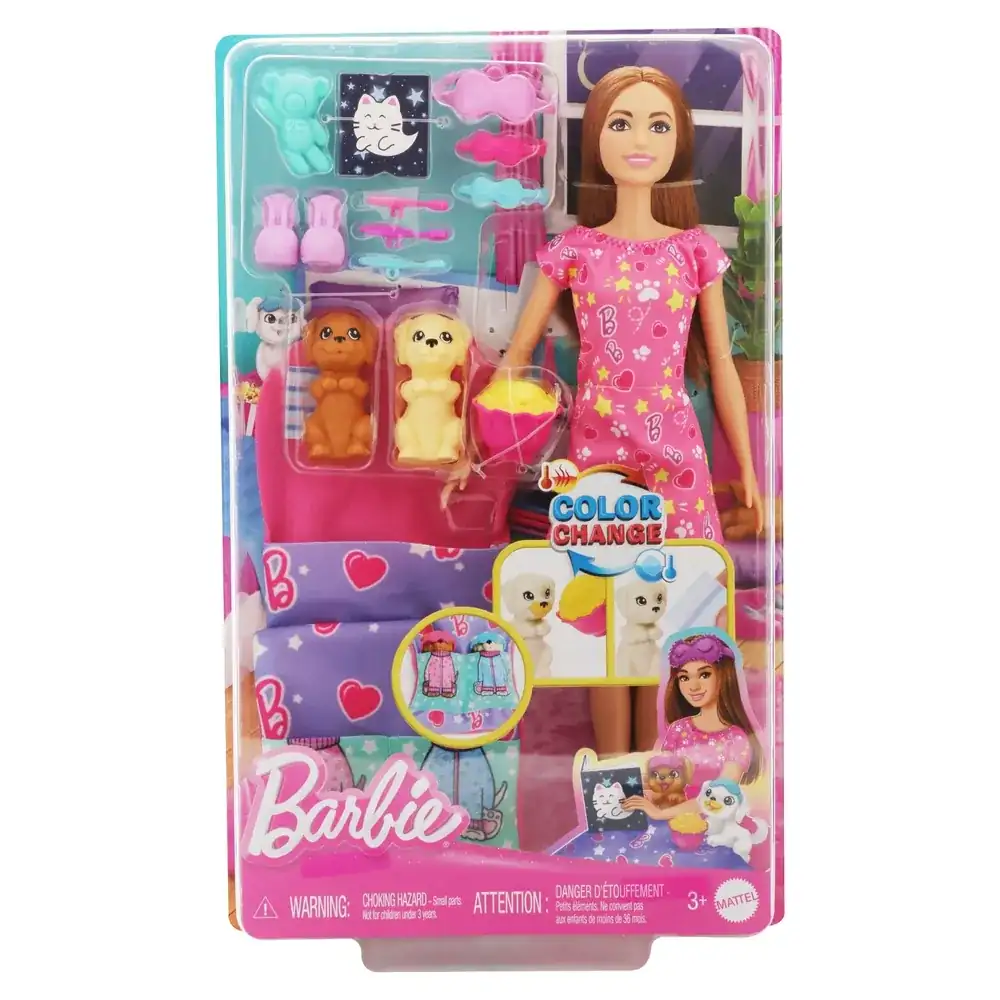 B
B
B
B
COLOR
CHANGE
B
B
B
B
Barbie®
WARNING:
CHOKING HAZARD - Small parts
Not for children under 3 years.
ATTENTION :
DANGER D'ÉTOUFFEMENT -
Petits éléments. Ne convient pas
aux enfants de moins de 36 mois.
3+
MATTEL